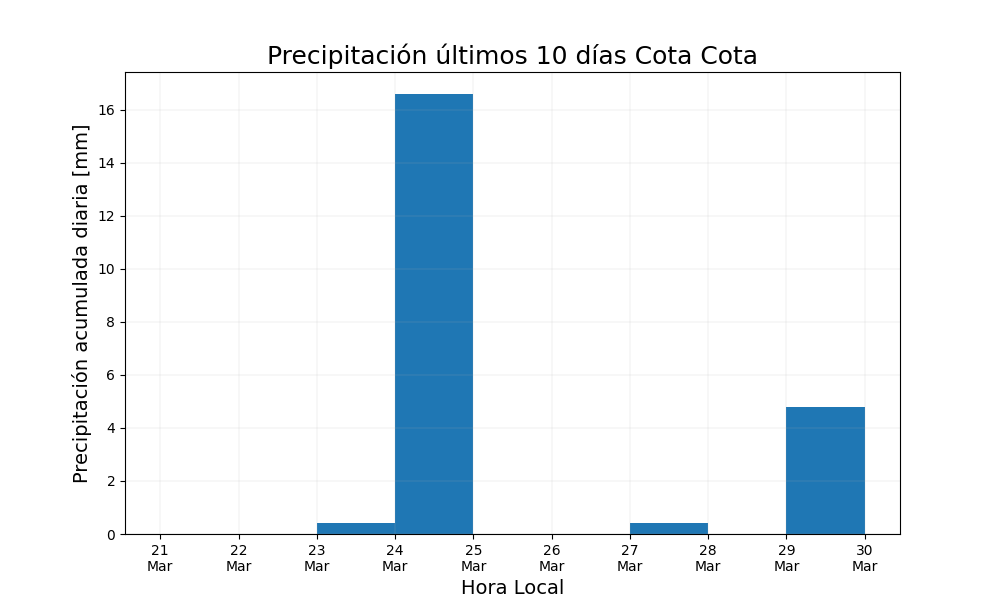 Precipitación últimos 10 días Cota Cota
Precipitación acumulada diaria [mm]
16
14
12
10
8
6
4
2
0
21 22 23 24 25 26 27 28 29 30
Mar Mar Mar Mar Mar Mar Mar Mar Mar Mar
Hora Local